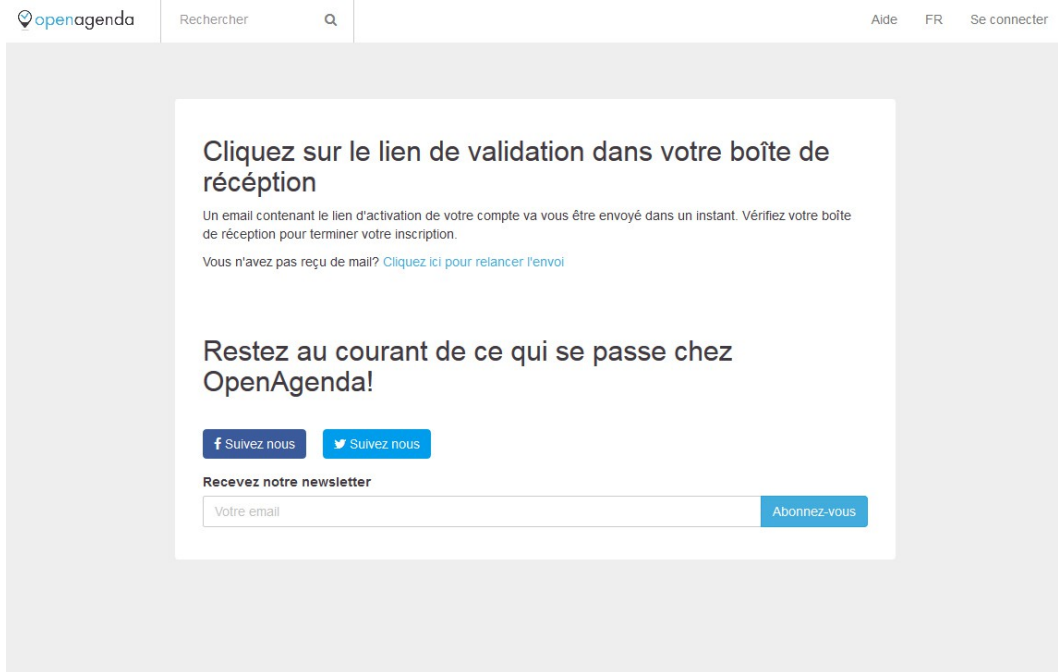 openagenda
Rechercher
Aide
FR
Se connecter
Cliquez sur le lien de validation dans votre boîte de
récéption
Un email contenant le lien d'activation de votre compte va vous être envoyé dans un instant. Vérifiez votre boîte
de réception pour terminer votre inscription.
Vous n'avez pas reçu de mail? Cliquez ici pour relancer l'envoi
Restez au courant de ce qui se passe chez
OpenAgenda!
Suivez nous
Suivez nous
Recevez notre newsletter
Votre email
Abonnez-vous